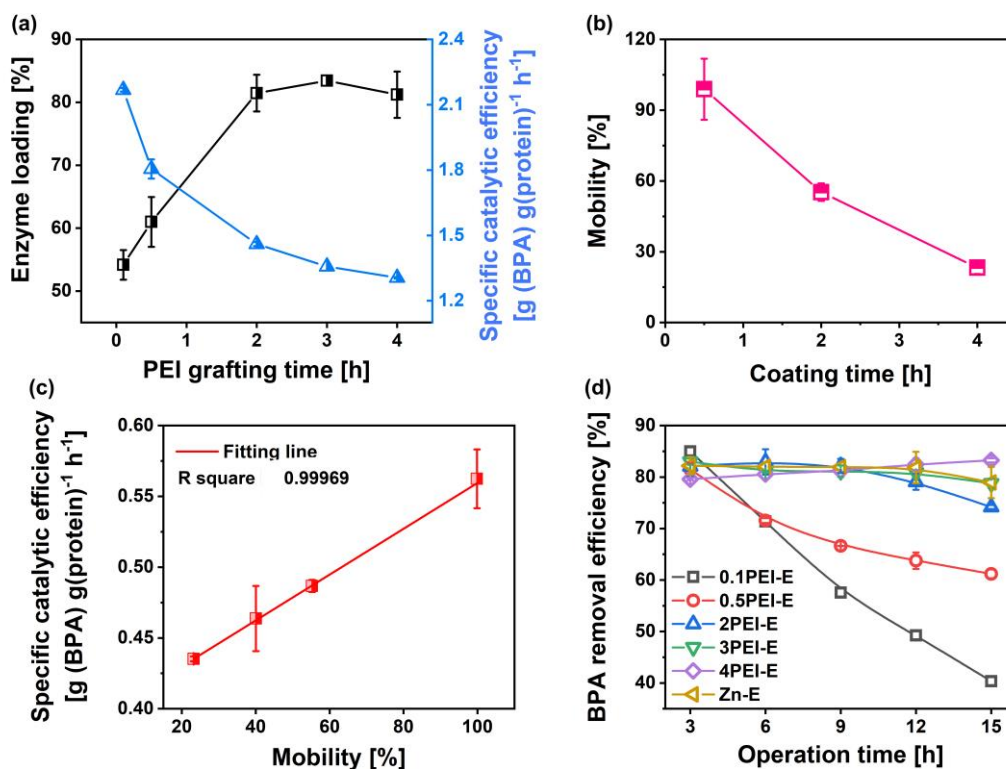 (a)
90
80
70
60
50
Enzyme loading [%]
0 1 2 3 4
PEI grafting time [h]
2.4
2.1
1.8
1.5
1.2
Specific catalytic efficiency
[g (BPA) g(protein)⁻¹ h⁻¹]
(b)
120
90
60
30
0
Mobility [%]
0 1 2 3 4
Coating time [h]
(c)
0.60
0.55
0.50
0.45
0.40
Specific catalytic efficiency
[g (BPA) g(protein)⁻¹ h⁻¹]
Fitting line
R square 0.99969
20 40 60 80 100
Mobility [%]
(d)
90
80
70
60
50
40
BPA removal efficiency [%]
0.1PEI-E
0.5PEI-E
2PEI-E
3PEI-E
4PEI-E
Zn-E
3 6 9 12 15
Operation time [h]